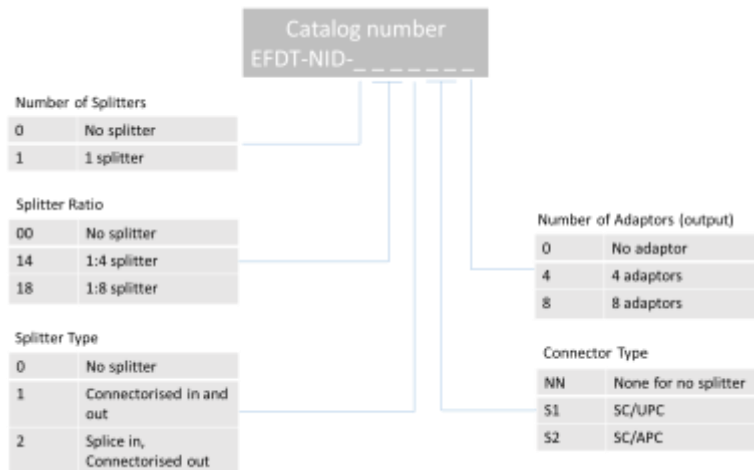 Catalog number
EFDT-NID-_ _ _ _ _ _ _
Number of Splitters
0 No splitter
1 1 splitter
Splitter Ratio
00 No splitter
14 1:4 splitter
18 1:8 splitter
Splitter Type
0 No splitter
1 Connectorised in and
out
2 Splice in,
Connectorised out
Number of Adaptors (output)
0 No adaptor
4 4 adaptors
8 8 adaptors
Connector Type
NN None for no splitter
S1 SC/UPC
S2 SC/APC